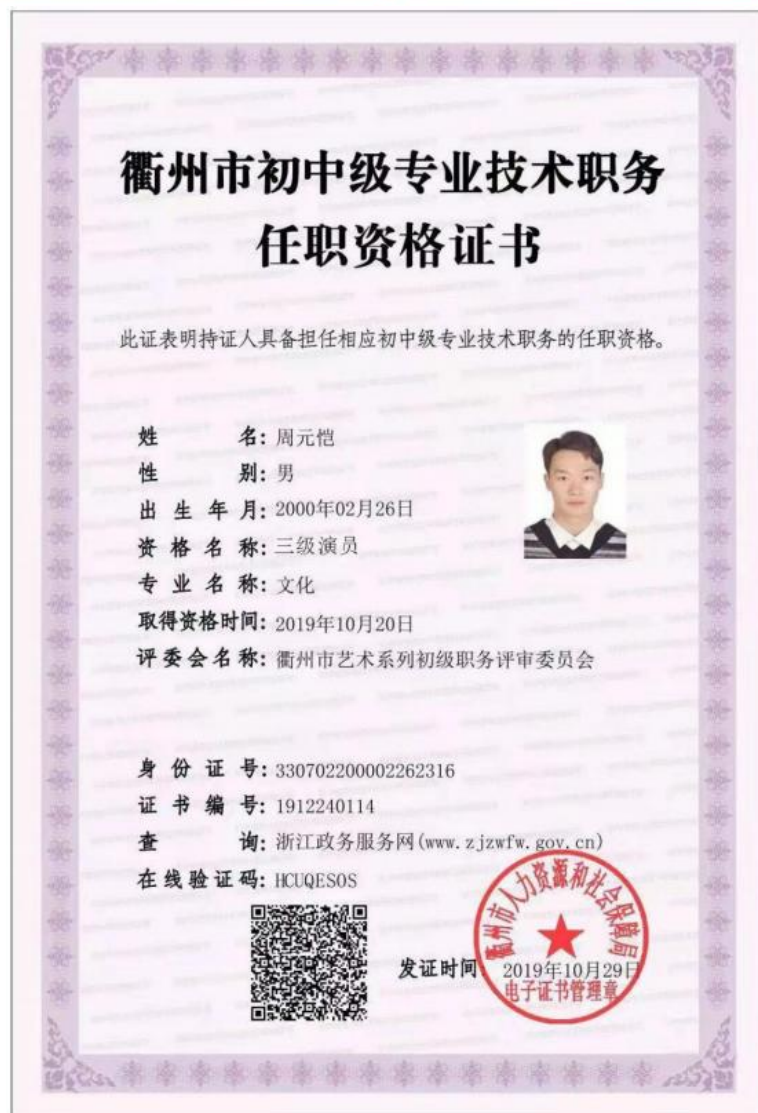 衢州市初中级专业技术职务
任职资格证书
此证表明持证人具备担任相应初中级专业技术职务的任职资格。
姓名：周元恺
性别：男
出生年月：2000年02月26日
资格名称：三级演员
专业名称：文化
取得资格时间：2019年10月20日
评委会名称：衢州市艺术系列初级职务评审委员会
身份证号：330702200002262316
证书编号：1912240114
查询：浙江政务服务网(www.zjzwfw.gov.cn)
在线验证码：HCUQESOS
发证时间：2019年10月29日
衢州市人力资源和社会保障局
电子证书管理章